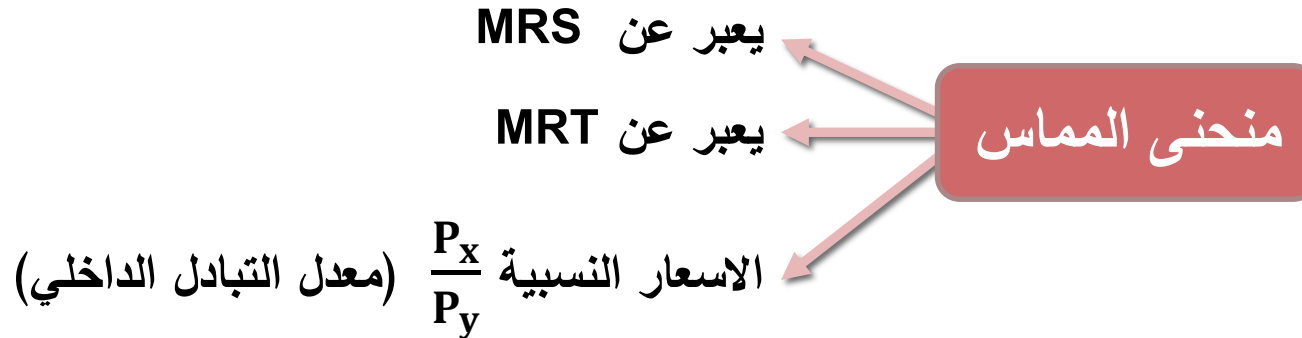 منحنى المماس
يعبر عن MRS
يعبر عن MRT
الاسعار النسبية Px/Py (معدل التبادل الداخلي)